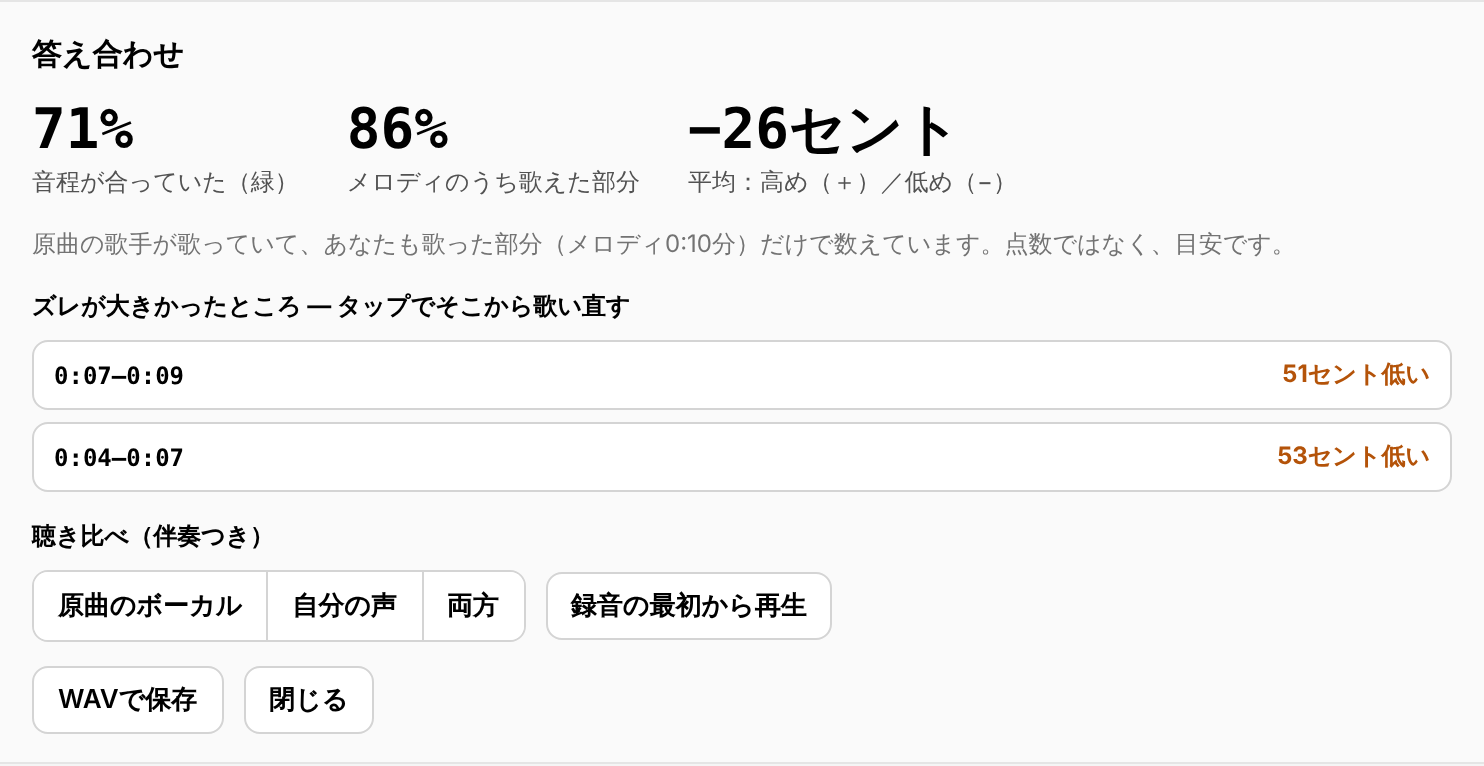 答え合わせ
71% 86% −26セント
音程が合っていた（緑） メロディのうち歌えた部分 平均：高め（＋）／低め（−）
原曲の歌手が歌っていて、あなたも歌った部分（メロディ0:10分）だけで数えています。点数ではなく、目安です。
ズレが大きかったところ — タップでそこから歌い直す
0:07–0:09 51セント低い
0:04–0:07 53セント低い
聴き比べ（伴奏つき）
原曲のボーカル 自分の声 両方 録音の最初から再生
WAVで保存 閉じる